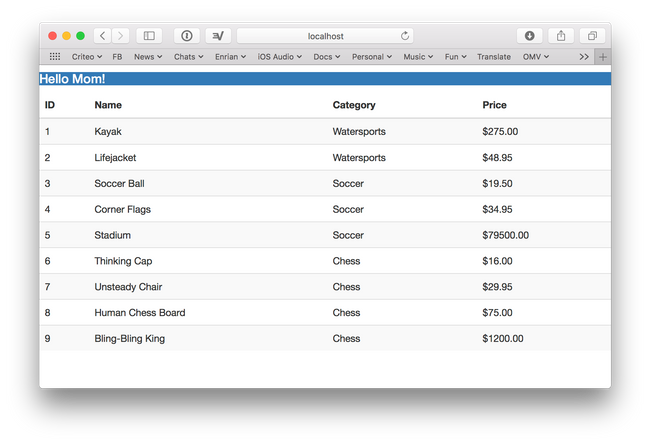 localhost
Criteo FB News Chats Enrian iOS Audio Docs Personal Music Fun Translate OMV >> +
Hello Mom!
ID Name Category Price
1 Kayak Watersports $275.00
2 Lifejacket Watersports $48.95
3 Soccer Ball Soccer $19.50
4 Corner Flags Soccer $34.95
5 Stadium Soccer $79500.00
6 Thinking Cap Chess $16.00
7 Unsteady Chair Chess $29.95
8 Human Chess Board Chess $75.00
9 Bling-Bling King Chess $1200.00